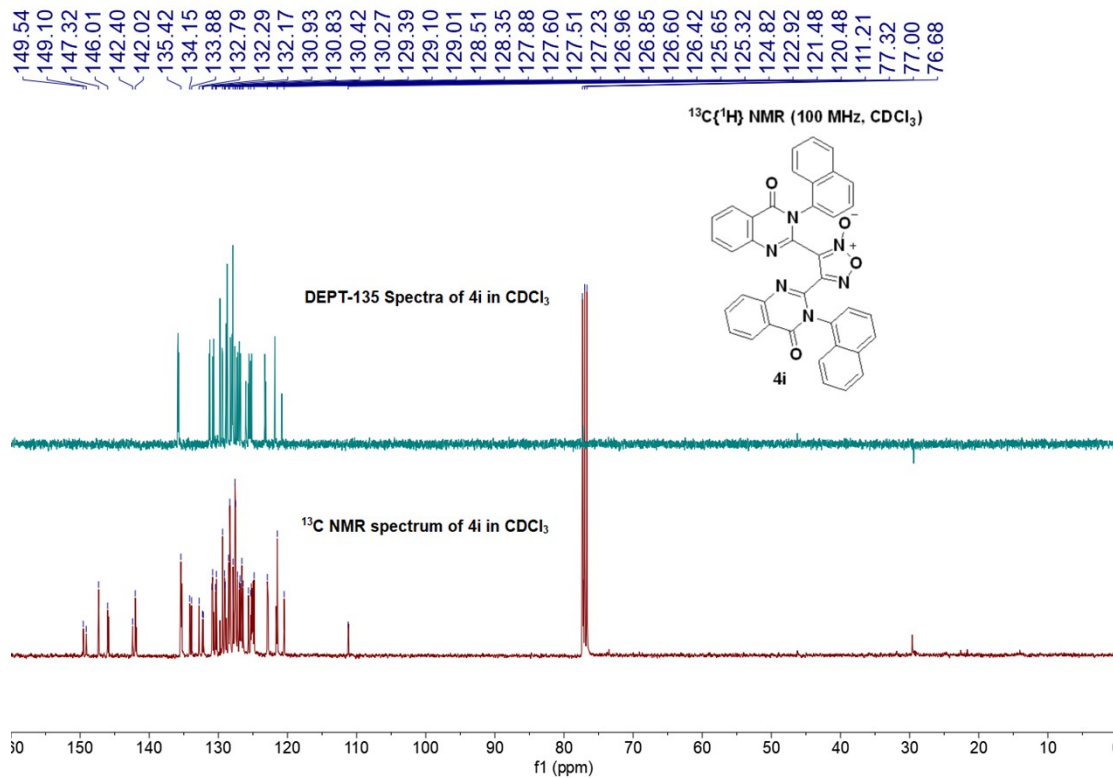 149.54
149.10
147.32
146.01
142.40
142.02
135.42
134.15
133.88
132.79
132.29
132.17
130.93
130.83
130.42
130.27
129.39
129.10
129.01
128.51
128.35
127.88
127.60
127.51
127.23
126.96
126.85
126.60
126.42
125.65
125.32
124.82
122.92
121.48
120.48
111.21
77.32
77.00
76.68
¹³C{¹H} NMR (100 MHz, CDCl₃)
O
N
N
O⁻
N⁺
O
N
N
N
O
4i
DEPT-135 Spectra of 4i in CDCl₃
¹³C NMR spectrum of 4i in CDCl₃
60 150 140 130 120 110 100 90 80 70 60 50 40 30 20 10
f1 (ppm)